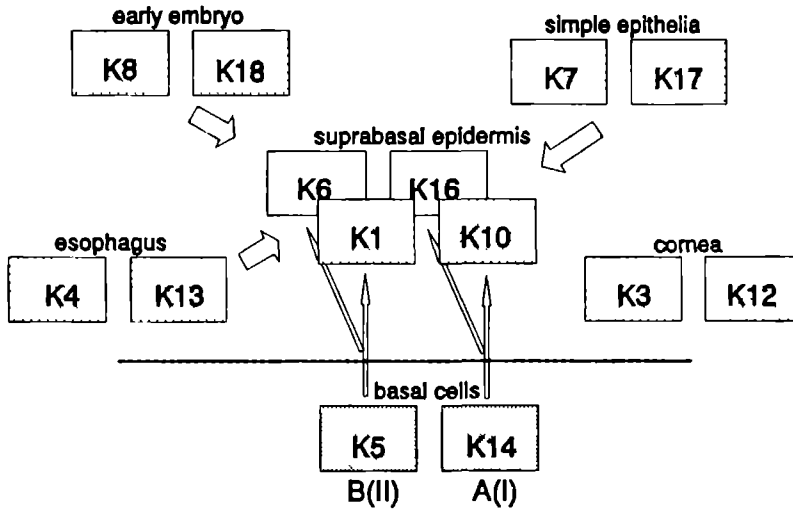 early embryo
K8 K18
simple epithelia
K7 K17
suprabasal epidermis
K6 K16
K1 K10
esophagus
K4 K13
cornea
K3 K12
basal cells
K5 K14
B(II) A(I)